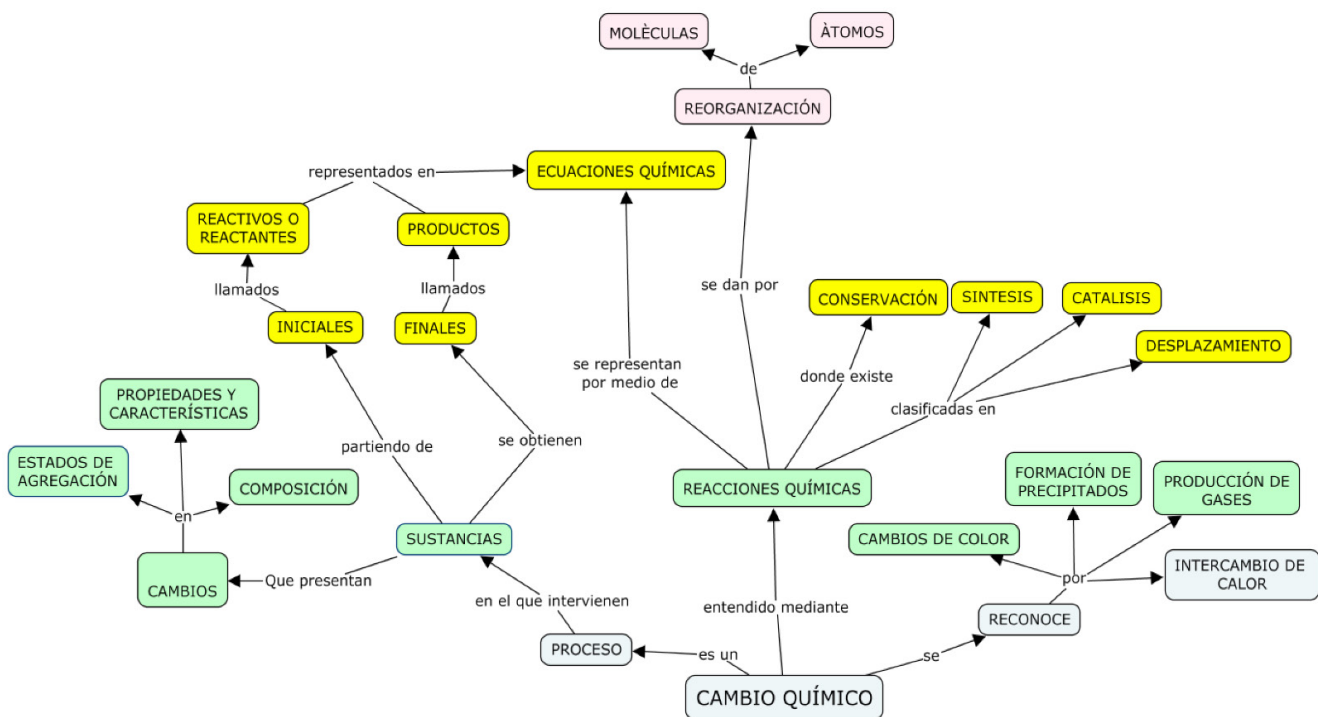 MOLÈCULAS
ÀTOMOS
de
REORGANIZACIÓN
representados en
ECUACIONES QUÍMICAS
REACTIVOS O
REACTANTES
PRODUCTOS
llamados
llamados
se dan por
CONSERVACIÓN
SINTESIS
CATALISIS
INICIALES
FINALES
DESPLAZAMIENTO
se representan
por medio de
donde existe
PROPIEDADES Y
CARACTERÍSTICAS
clasificadas en
partiendo de
se obtienen
ESTADOS DE
AGREGACIÓN
COMPOSICIÓN
REACCIONES QUÍMICAS
FORMACIÓN DE
PRECIPITADOS
PRODUCCIÓN DE
GASES
en
SUSTANCIAS
CAMBIOS DE COLOR
CAMBIOS
Que presentan
por
INTERCAMBIO DE
CALOR
en el que intervienen
entendido mediante
RECONOCE
PROCESO
es un
se
CAMBIO QUÍMICO